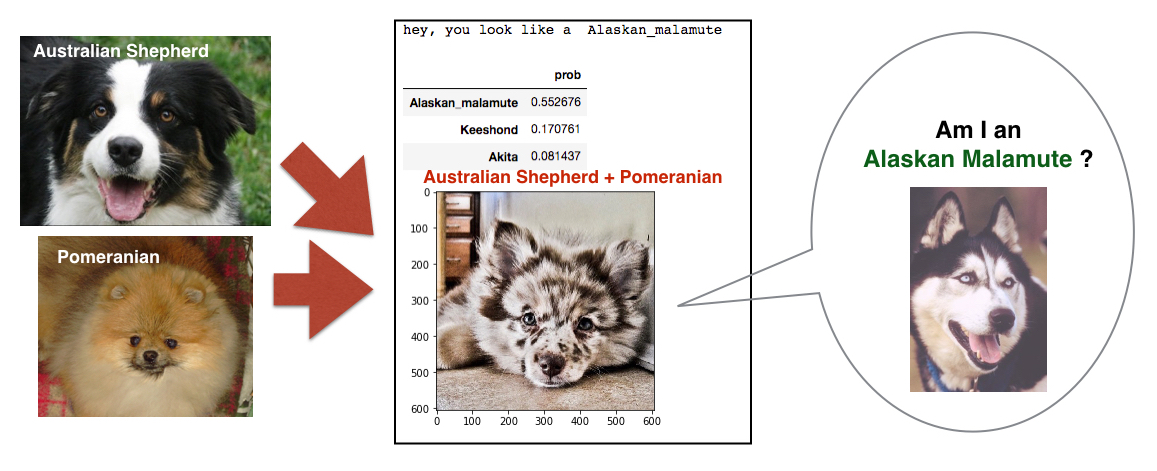 Australian Shepherd
Pomeranian
hey, you look like a Alaskan_malamute
prob
Alaskan_malamute 0.552676
Keeshond 0.170761
Akita 0.081437
Australian Shepherd + Pomeranian
0
100
200
300
400
500
600
0 100 200 300 400 500 600
Am I an
Alaskan Malamute ?